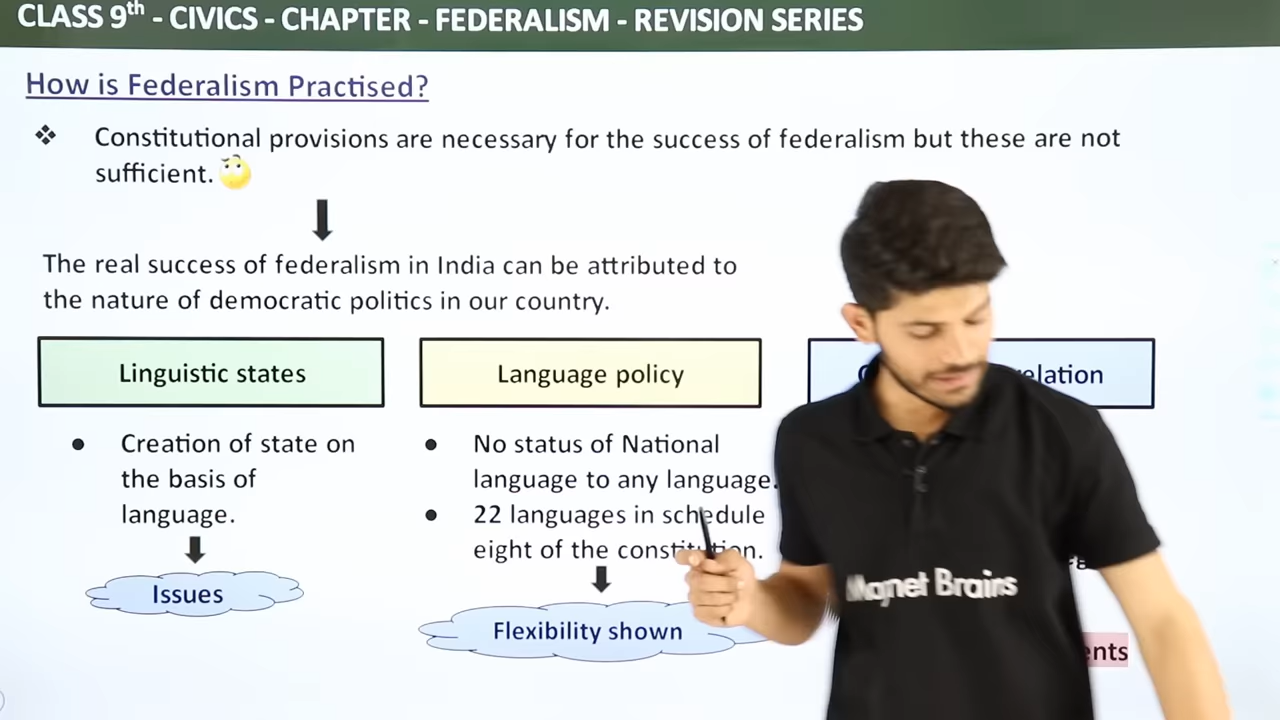 CLASS 9th - CIVICS - CHAPTER - FEDERALISM - REVISION SERIES
How is Federalism Practised?
❖ Constitutional provisions are necessary for the success of federalism but these are not
sufficient.
The real success of federalism in India can be attributed to
the nature of democratic politics in our country.
Linguistic states
● Creation of state on
the basis of
language.
Issues
Language policy
● No status of National
language to any language.
● 22 languages in schedule
eight of the constitution.
Flexibility shown
Magnet Brains